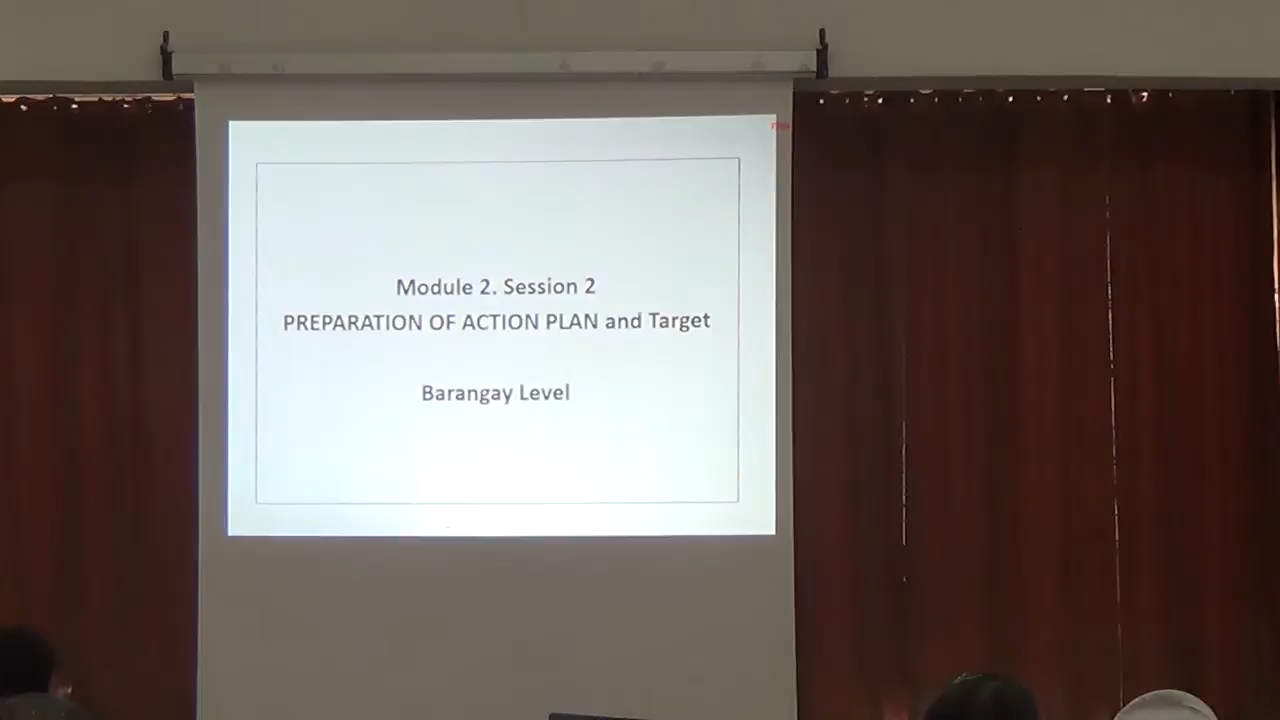 Module 2. Session 2
PREPARATION OF ACTION PLAN and Target
Barangay Level